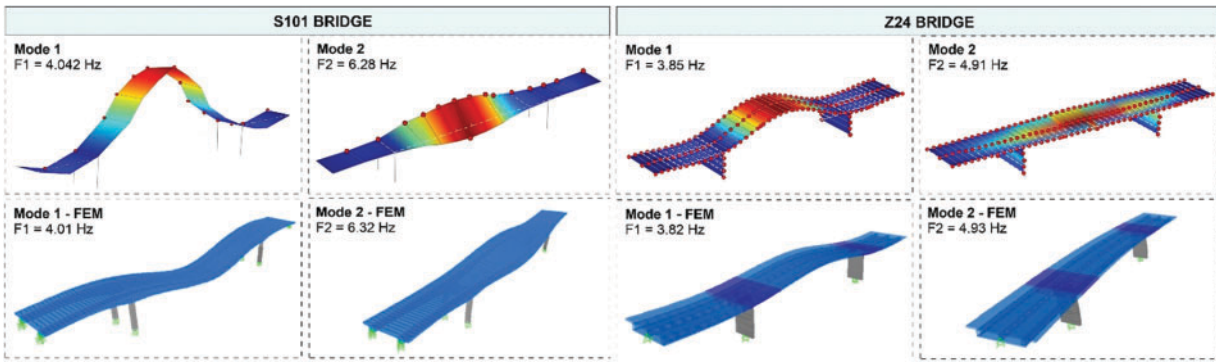 S101 BRIDGE
Z24 BRIDGE
Mode 1
F1 = 4.042 Hz
Mode 2
F2 = 6.28 Hz
Mode 1
F1 = 3.85 Hz
Mode 2
F2 = 4.91 Hz
Mode 1 - FEM
F1 = 4.01 Hz
Mode 2 - FEM
F2 = 6.32 Hz
Mode 1 - FEM
F1 = 3.82 Hz
Mode 2 - FEM
F2 = 4.93 Hz